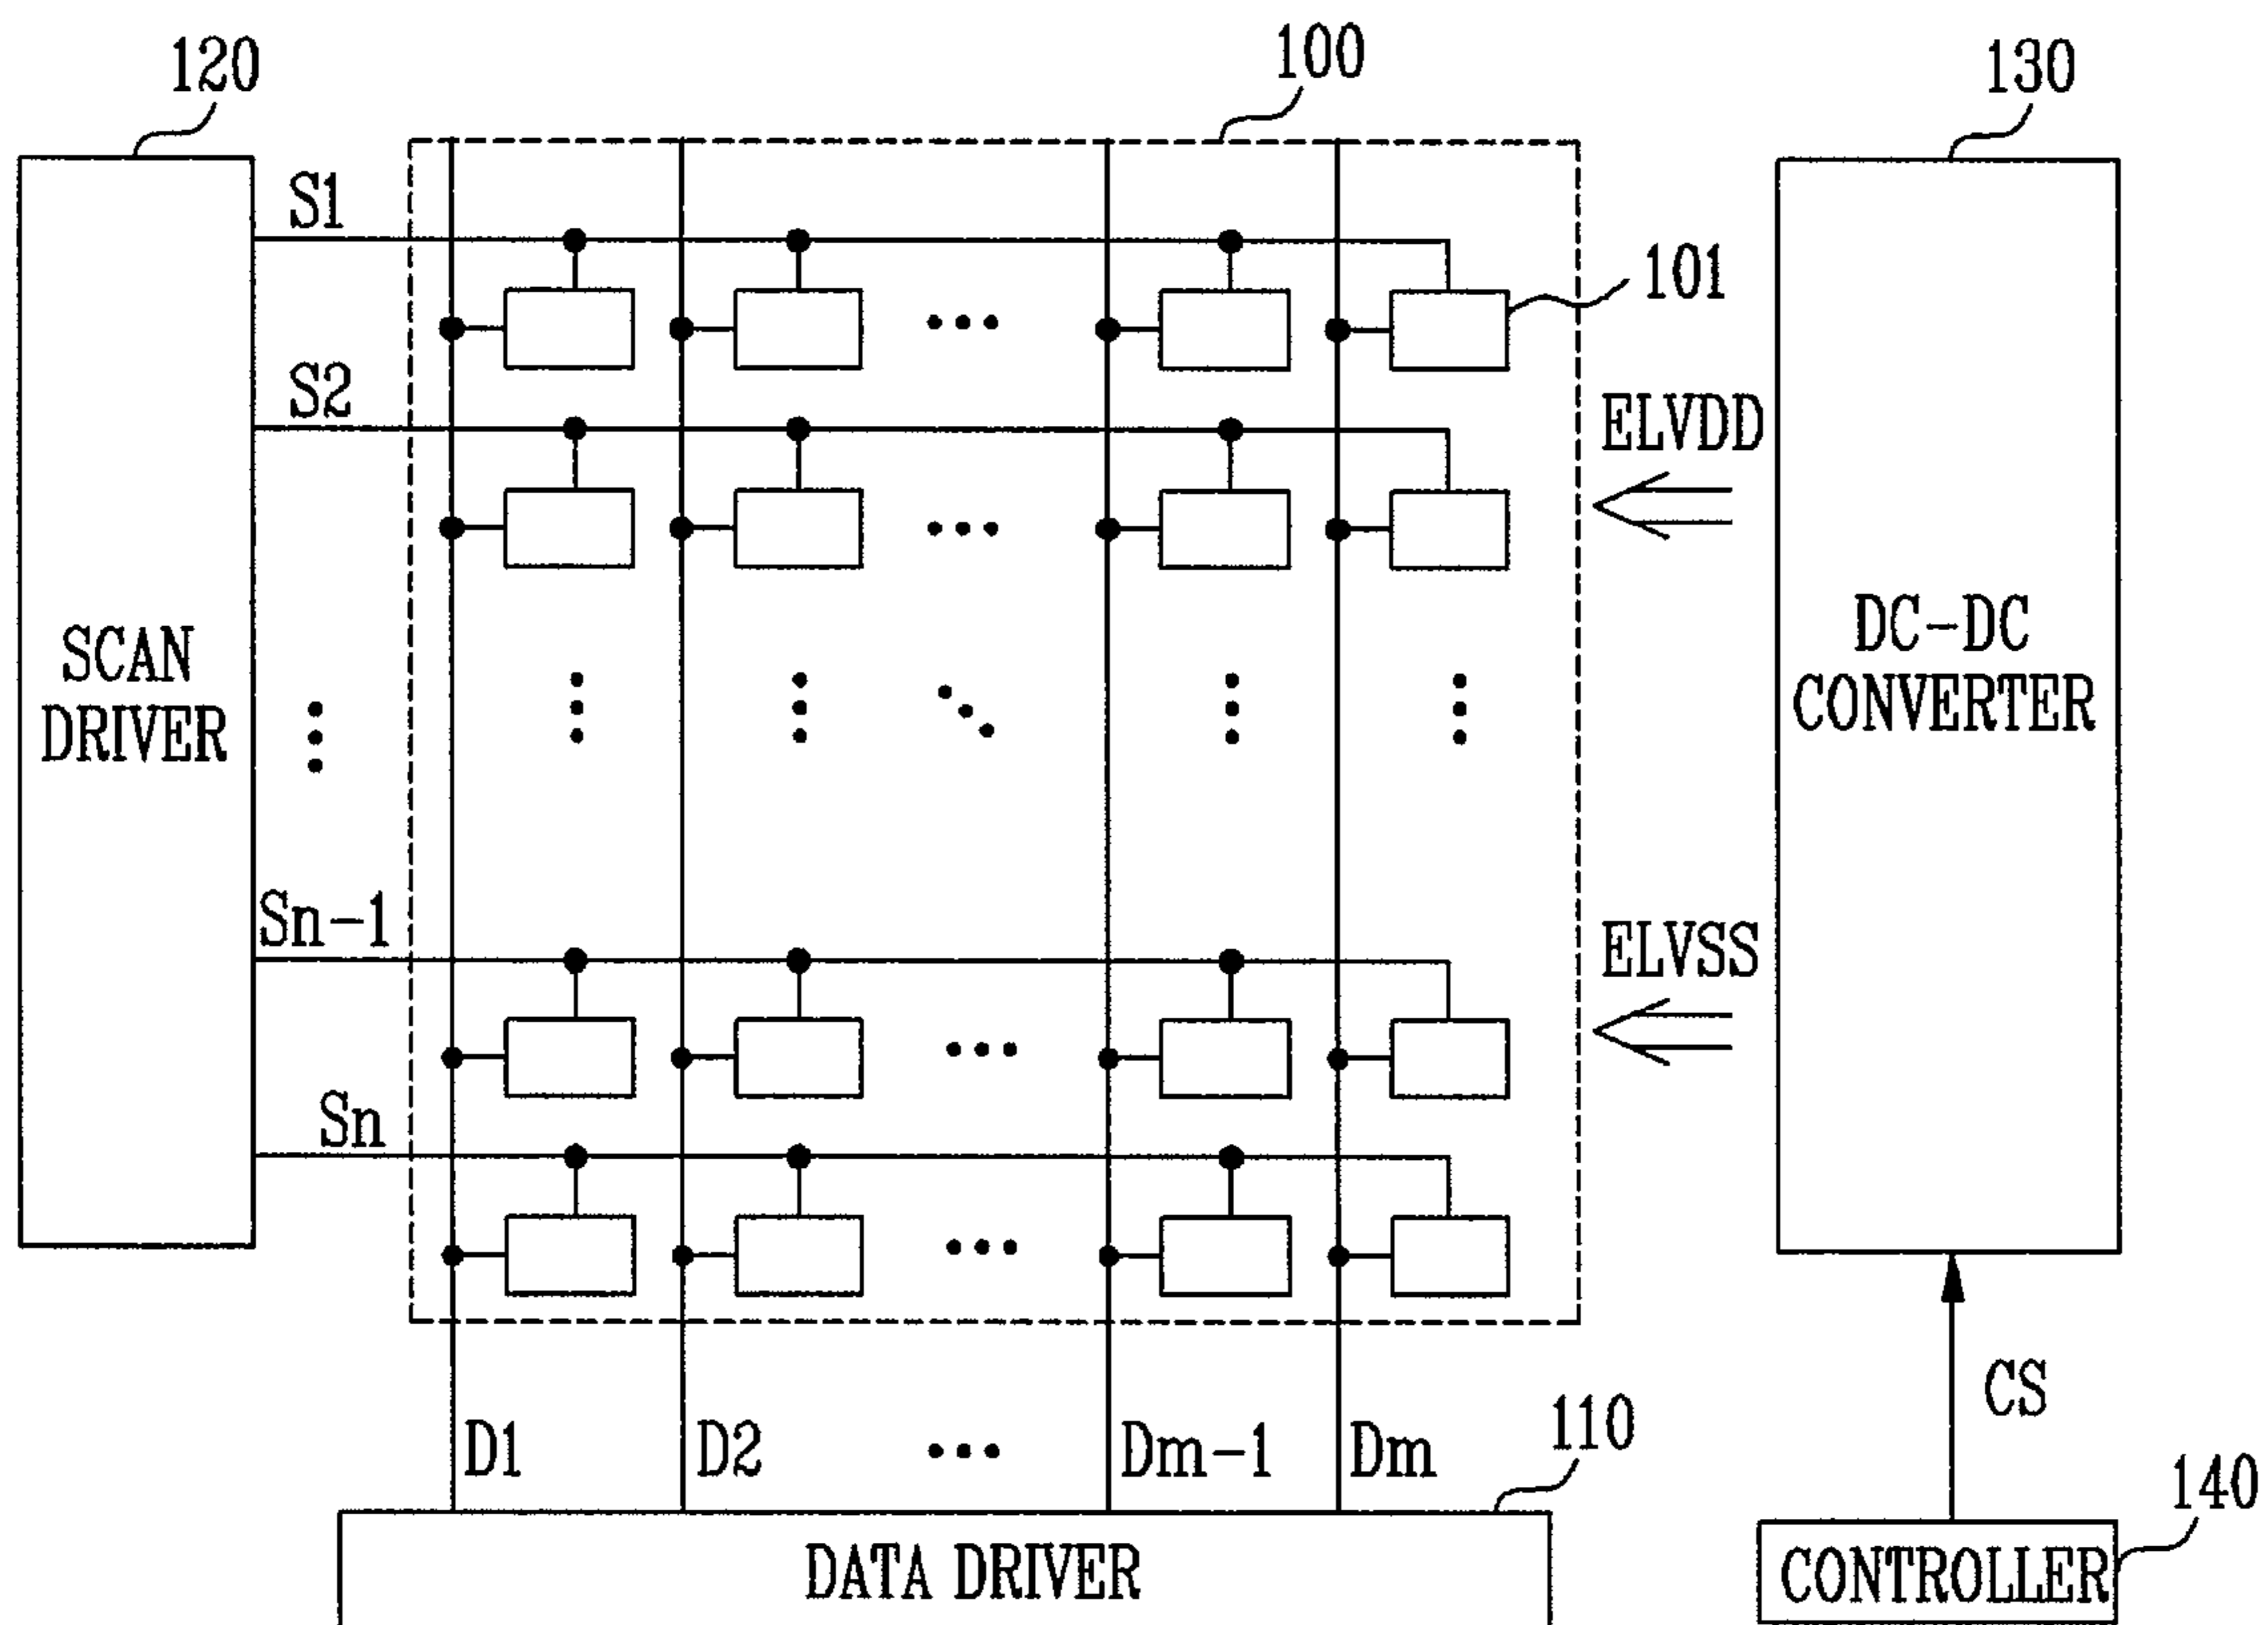 120
100
130
S1
101
S2
ELVDD
SCAN
DRIVER
DC-DC
CONVERTER
Sn-1
ELVSS
Sn
CS
D1
D2
Dm-1
Dm
110
140
DATA DRIVER
CONTROLLER